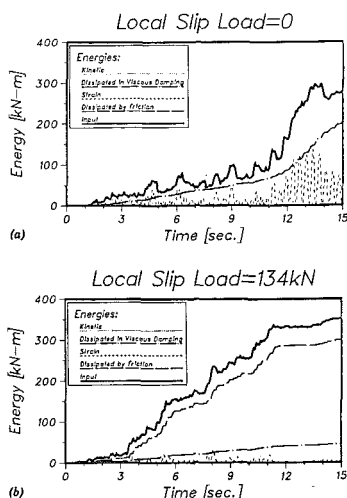 Local Slip Load=0
Energy [kN-m]
400
300
200
100
0
Energies:
Kinetic
Dissipated in Viscous Damping
Strain
Dissipated by Friction
Input
0 3 6 9 12 15
(a)
Time [sec.]
Local Slip Load=134kN
Energy [kN-m]
400
300
200
100
0
Energies:
Kinetic
Dissipated in Viscous Damping
Strain
Dissipated by Friction
Input
0 3 6 9 12 15
(b)
Time [sec.]